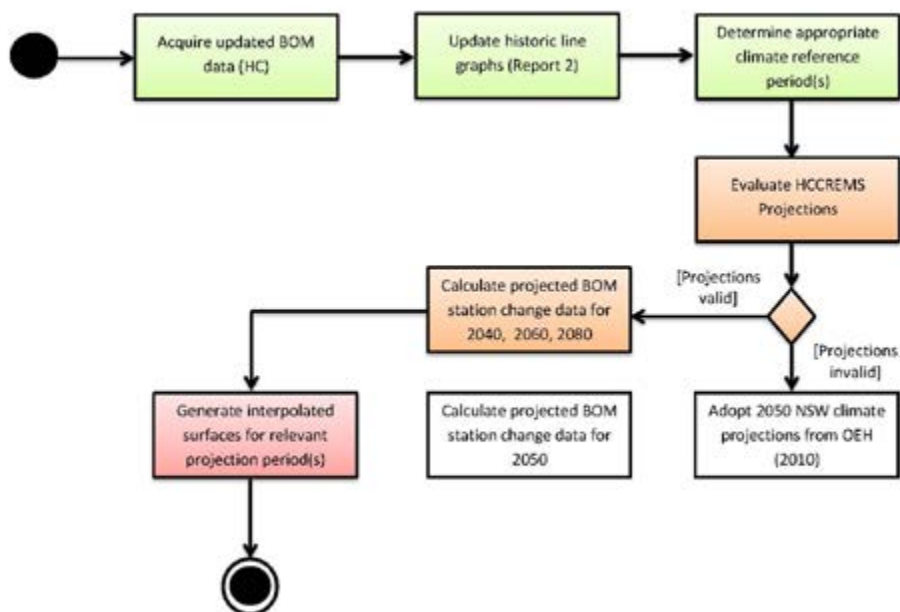 Acquire updated BOM
data (HC)
Update historic line
graphs (Report 2)
Determine appropriate
climate reference
period(s)
Evaluate HCCREMS
Projections
[Projections
valid]
Calculate projected BOM
station change data for
2040, 2060, 2080
[Projections
invalid]
Generate interpolated
surfaces for relevant
projection period(s)
Calculate projected BOM
station change data for
2050
Adopt 2050 NSW climate
projections from OEH
(2010)